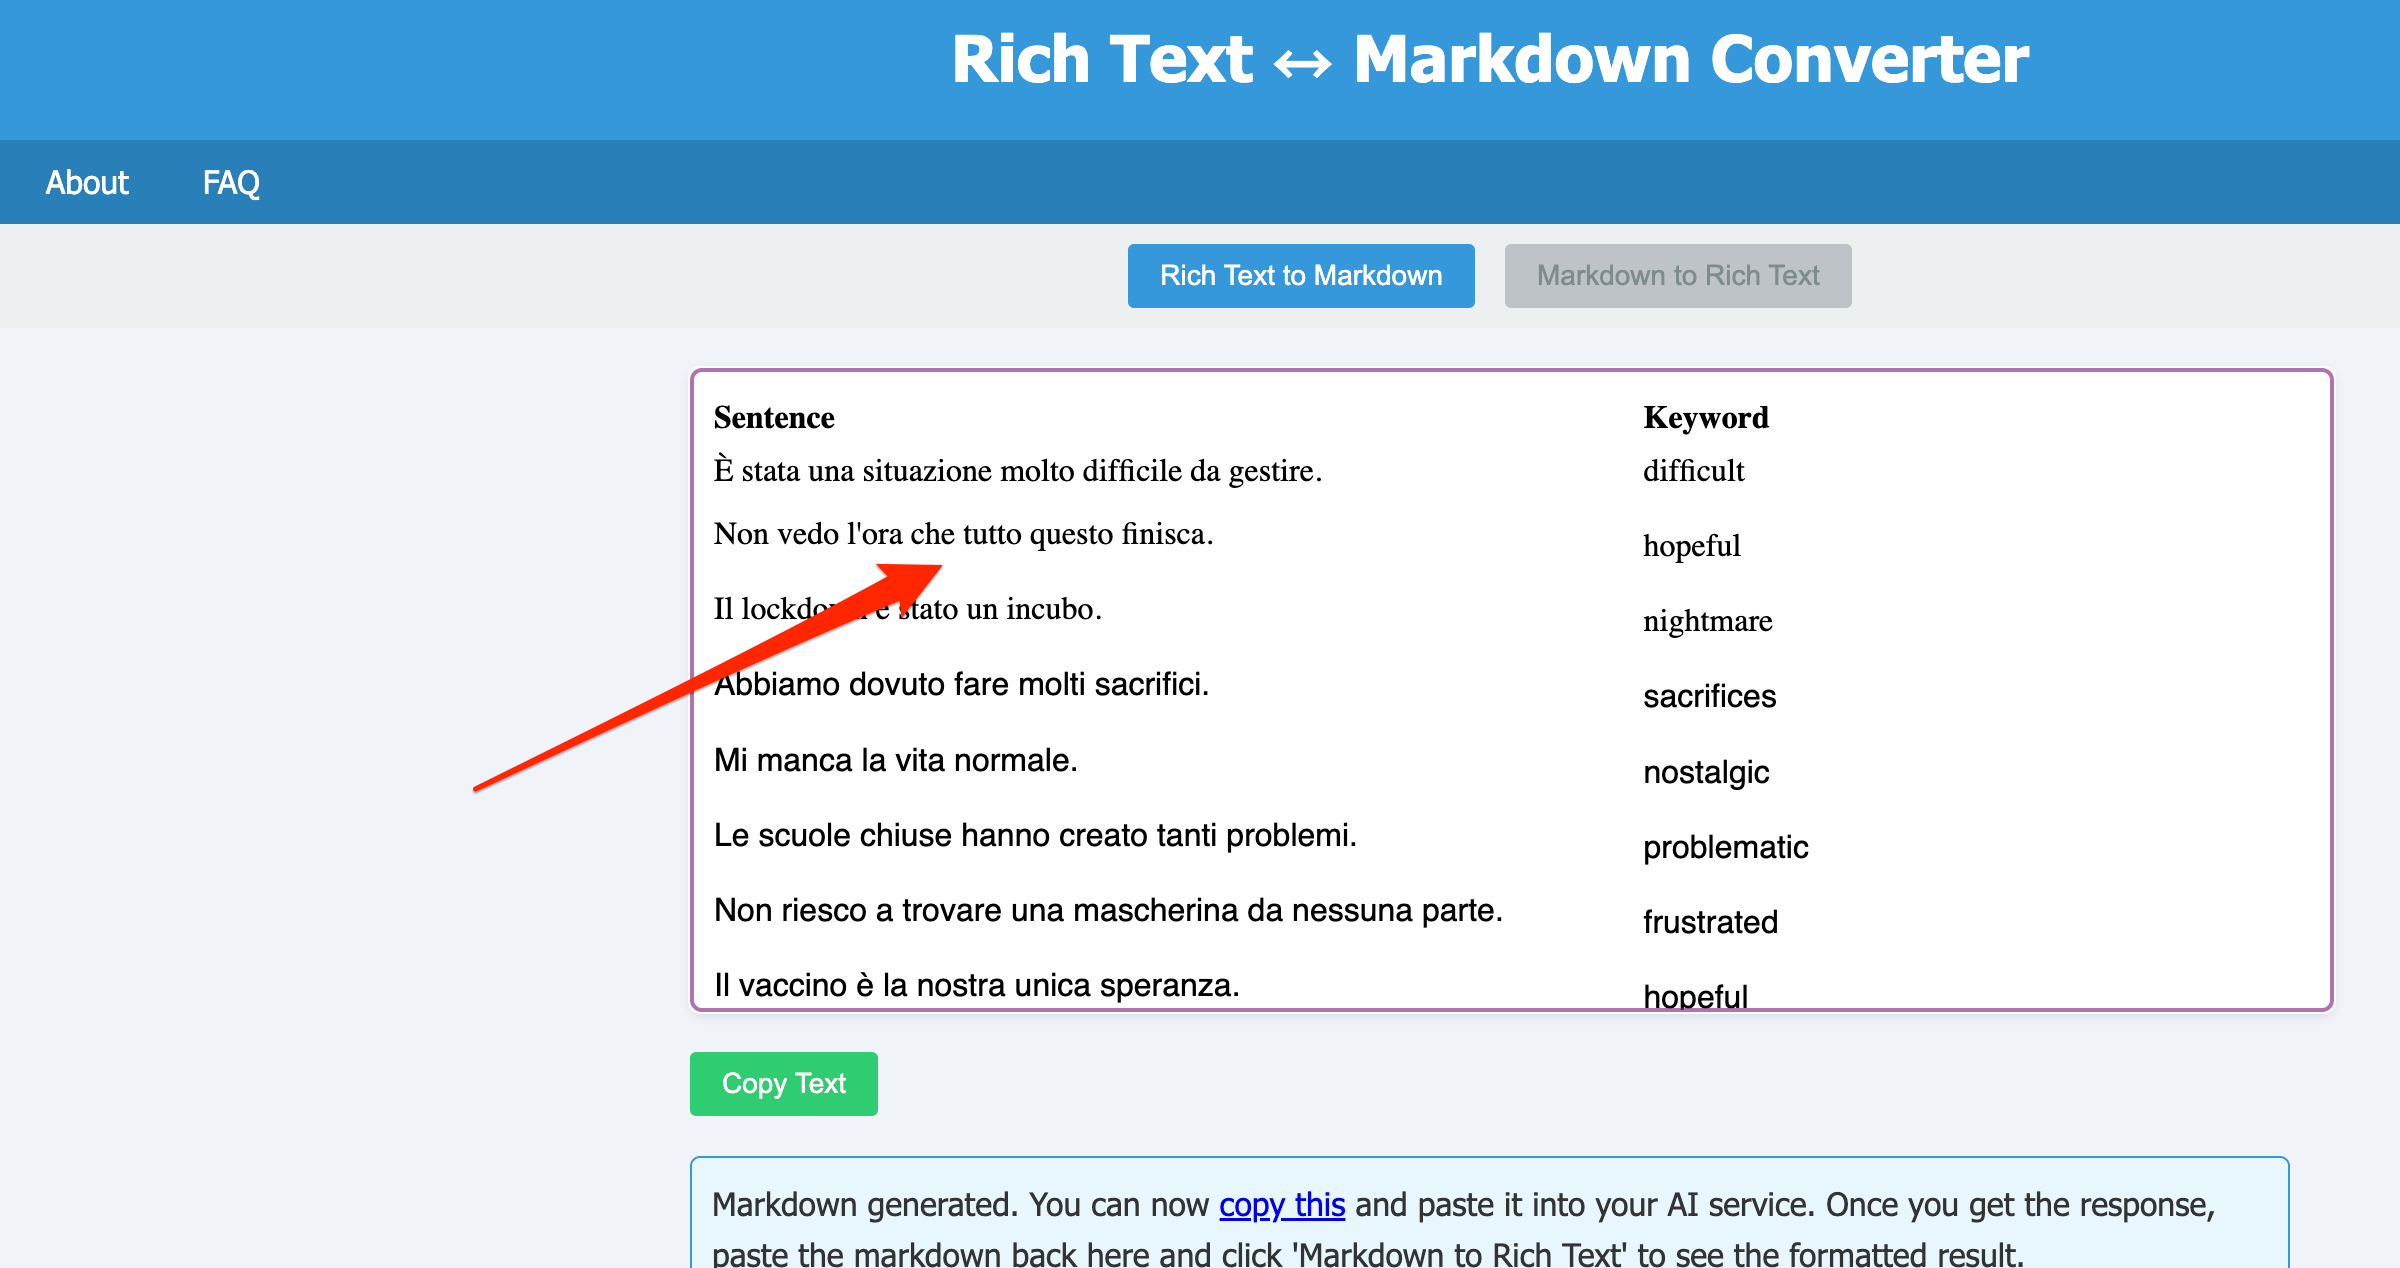 Rich Text ↔ Markdown Converter
About FAQ
Rich Text to Markdown Markdown to Rich Text
Sentence Keyword
È stata una situazione molto difficile da gestire. difficult
Non vedo l'ora che tutto questo finisca. hopeful
Il stato un incubo. nightmare
Abbiamo dovuto fare molti sacrifici. sacrifices
Mi manca la vita normale. nostalgic
Le scuole chiuse hanno creato tanti problemi. problematic
Non riesco a trovare una mascherina da nessuna parte. frustrated
Il vaccino è la nostra unica speranza. hopeful
Copy Text
Markdown generated. You can now copy this and paste it into your AI service. Once you get the response,
paste the markdown back here and click 'Markdown to Rich Text' to see the formatted result.